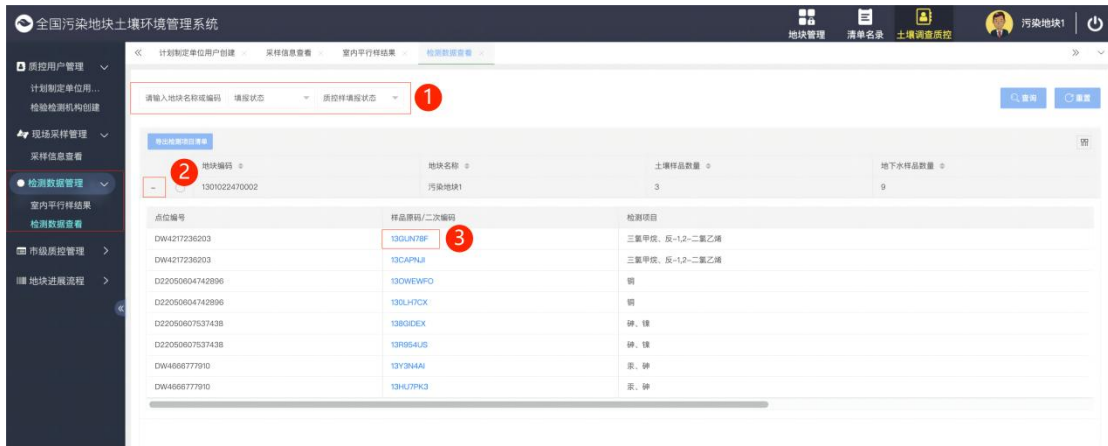 全国污染地块土壤环境管理系统
地块管理 清单名录 土壤调查质控 污染地块1
计划制定单位用户创建 × 采样信息查看 × 室内平行样结果 × 检测数据查看 ×
质控用户管理
计划制定单位用...
检验检测机构创建
现场采样管理
采样信息查看
检测数据管理
室内平行样结果
检测数据查看
市级质控管理
地块进展流程
请输入地块名称或编码 填报状态 质控样填报状态 1 查询 重置
导出检测项目清单
2 地块编码 地块名称 土壤样品数量 地下水样品数量
1301022470002 污染地块1 3 9
点位编号 样品原码/二次编码 检测项目
DW4217236203 13GUN78F 3 三氯甲烷、反-1,2-二氯乙烯
DW4217236203 13CAPNJI 三氯甲烷、反-1,2-二氯乙烯
D22050604742896 13OWEWFO 铜
D22050604742896 130LH7CX 铜
D22050607537438 138GIDEX 砷、镍
D22050607537438 13R954US 砷、镍
DW4666777910 13Y3N4AI 汞、砷
DW4666777910 13HU7PK3 汞、砷